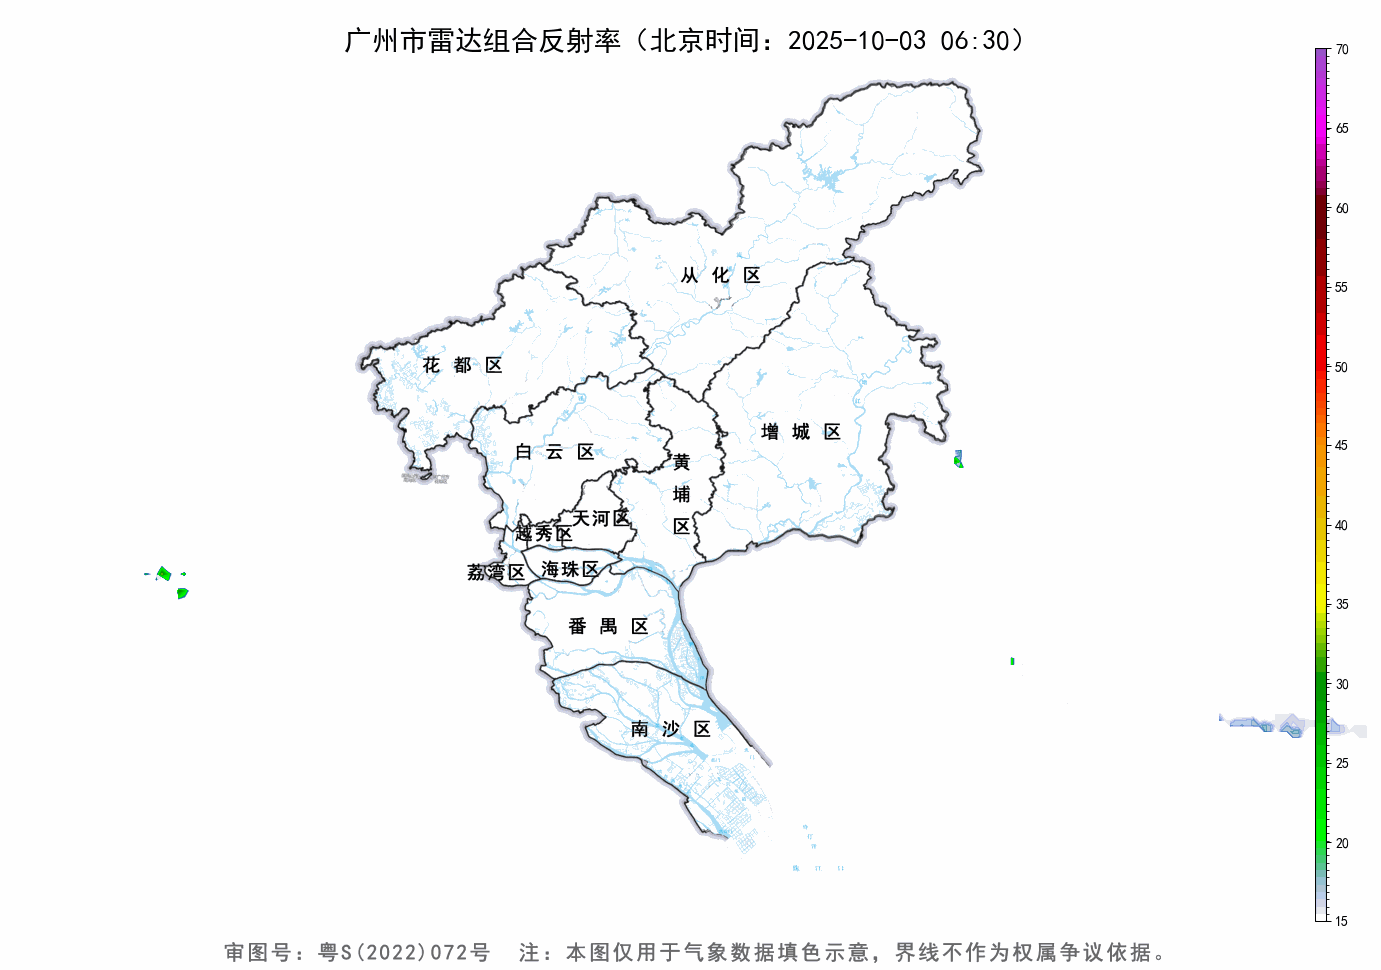 广州市雷达组合反射率（北京时间：2025-10-03 06:30）
70
65
60
55
50
45
40
35
30
25
20
15
从化区
花都区
增城区
白云区
黄埔区
天河区
越秀区
荔湾区
海珠区
番禺区
南沙区
审图号：粤S(2022)072号 注：本图仅用于气象数据填色示意，界线不作为权属争议依据。